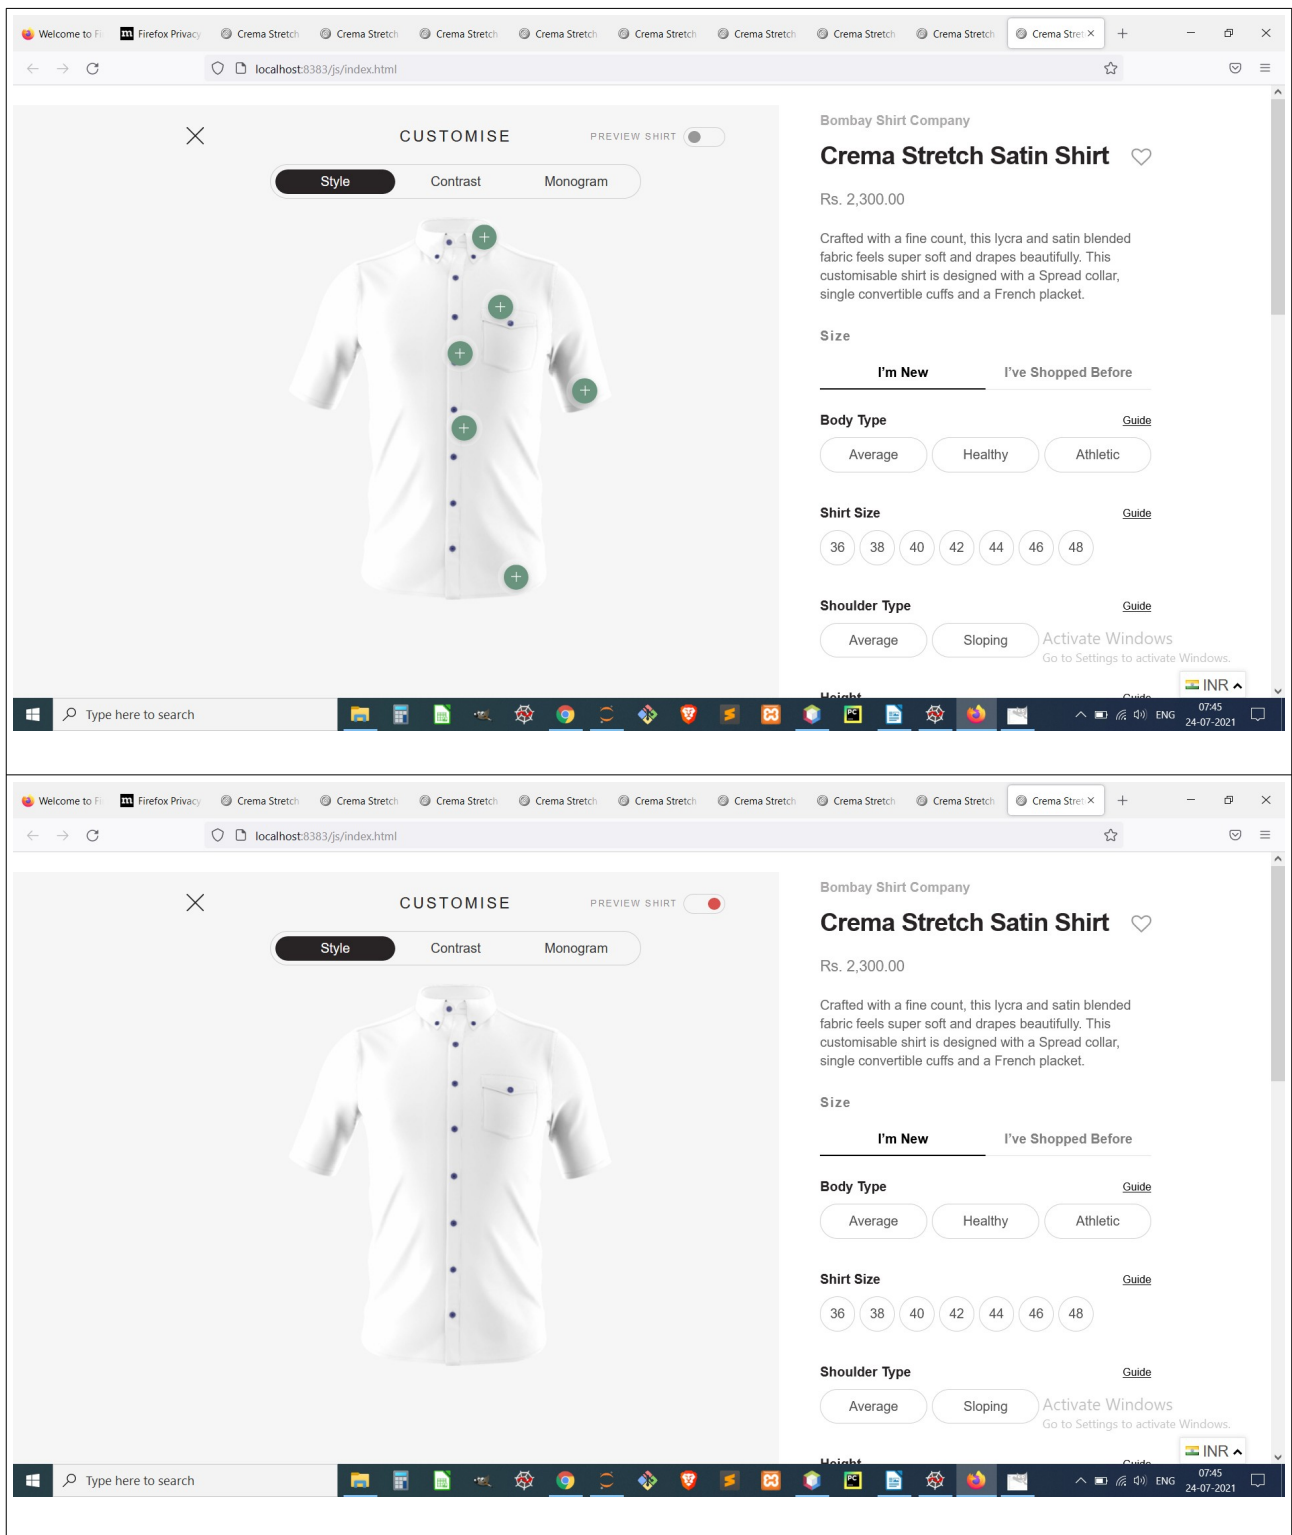 Welcome to Fi Firefox Privacy Crema Stretch Crema Stretch Crema Stretch Crema Stretch Crema Stretch Crema Stretch Crema Stretch Crema Stretch Crema Stret
localhost:8383/js/index.html
CUSTOMISE PREVIEW SHIRT
Style Contrast Monogram
Bombay Shirt Company
Crema Stretch Satin Shirt
Rs. 2,300.00
Crafted with a fine count, this lycra and satin blended
fabric feels super soft and drapes beautifully. This
customisable shirt is designed with a Spread collar,
single convertible cuffs and a French placket.
Size
I'm New I've Shopped Before
Body Type Guide
Average Healthy Athletic
Shirt Size Guide
36 38 40 42 44 46 48
Shoulder Type Guide
Average Sloping
Activate Windows
Go to Settings to activate Windows.
Height Guide
INR
Type here to search
PC
ENG
07:45
24-07-2021
Welcome to Fi Firefox Privacy Crema Stretch Crema Stretch Crema Stretch Crema Stretch Crema Stretch Crema Stretch Crema Stretch Crema Stretch Crema Stret
localhost:8383/js/index.html
CUSTOMISE PREVIEW SHIRT
Style Contrast Monogram
Bombay Shirt Company
Crema Stretch Satin Shirt
Rs. 2,300.00
Crafted with a fine count, this lycra and satin blended
fabric feels super soft and drapes beautifully. This
customisable shirt is designed with a Spread collar,
single convertible cuffs and a French placket.
Size
I'm New I've Shopped Before
Body Type Guide
Average Healthy Athletic
Shirt Size Guide
36 38 40 42 44 46 48
Shoulder Type Guide
Average Sloping
Activate Windows
Go to Settings to activate Windows.
Height Guide
INR
Type here to search
PC
ENG
07:45
24-07-2021